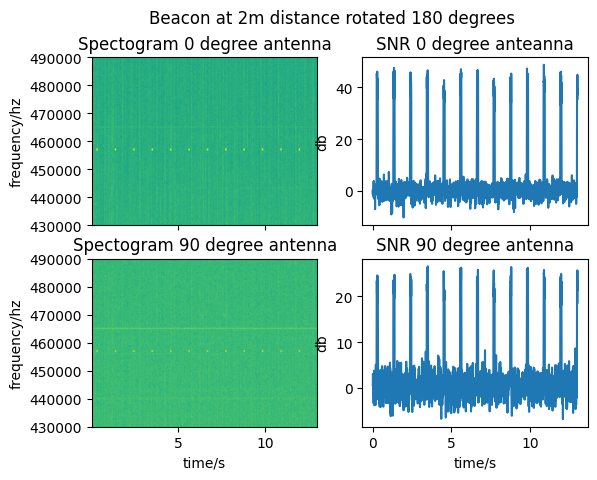 Beacon at 2m distance rotated 180 degrees
Spectogram 0 degree antenna
SNR 0 degree anteanna
frequency/hz
490000
480000
470000
460000
450000
440000
430000
db
40
20
0
Spectogram 90 degree antenna
SNR 90 degree antenna
frequency/hz
490000
480000
470000
460000
450000
440000
430000
5
10
time/s
db
20
10
0
0
5
10
time/s